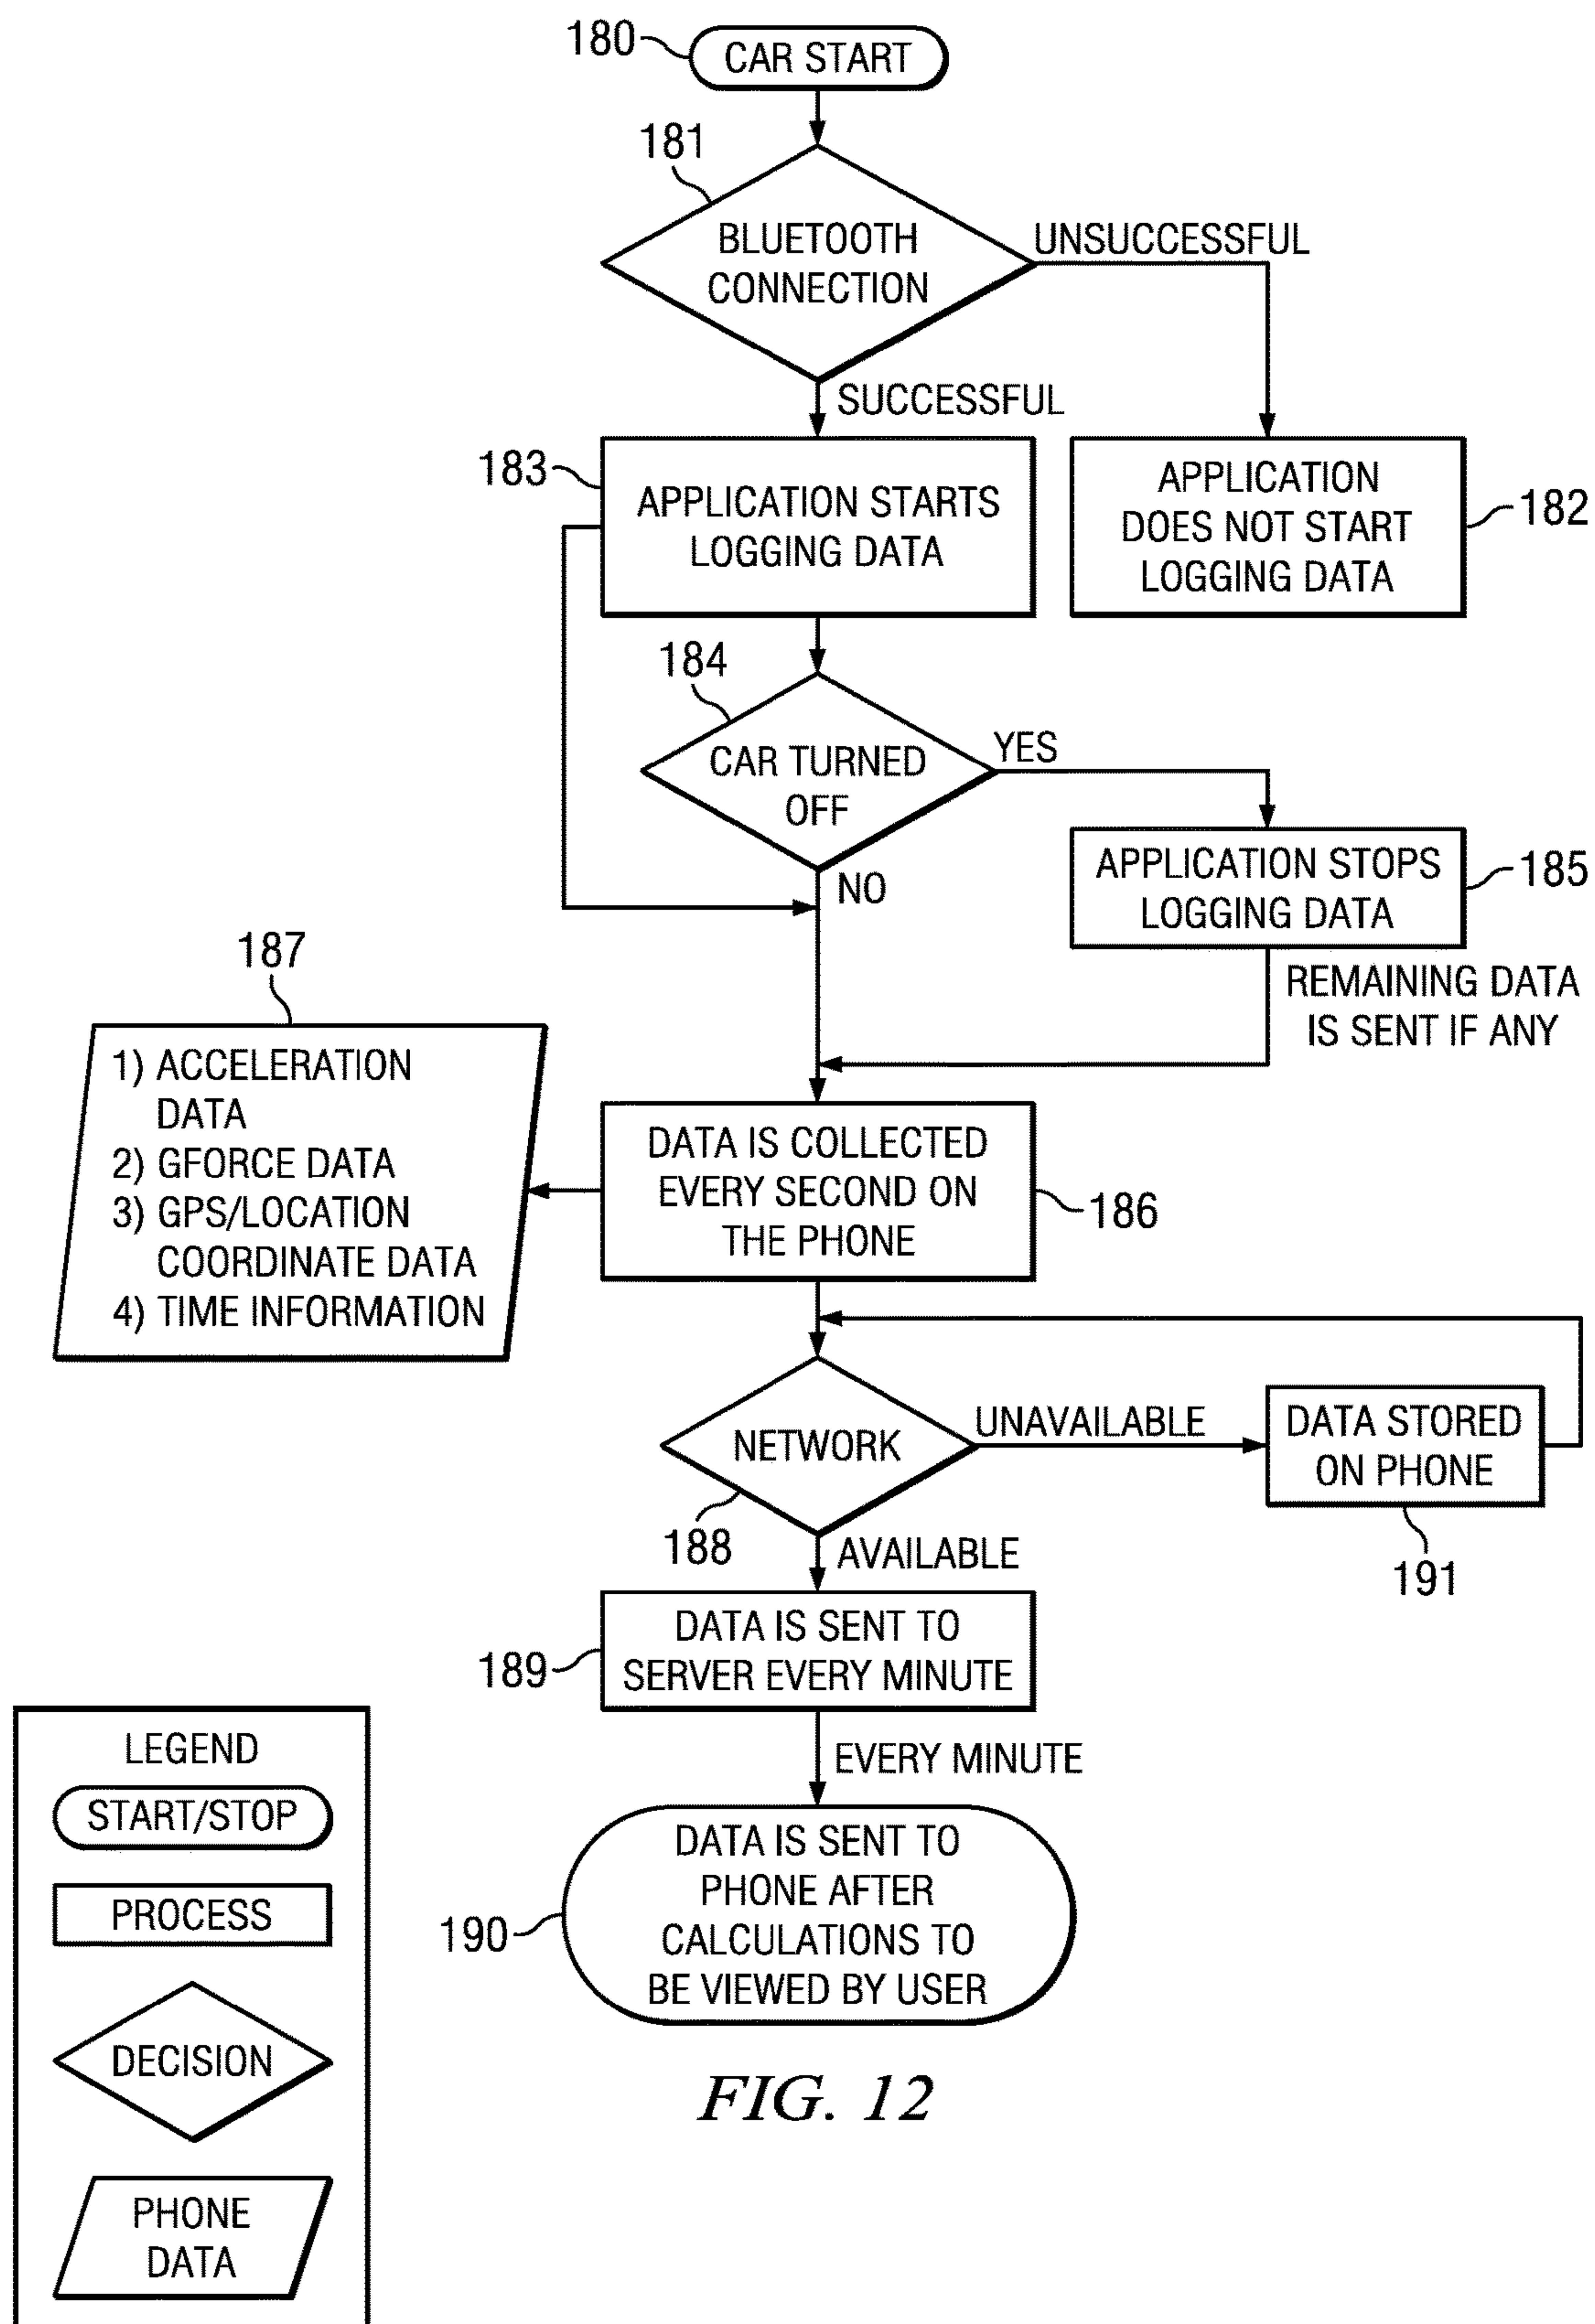 180
CAR START
181
BLUETOOTH
CONNECTION
UNSUCCESSFUL
SUCCESSFUL
183
APPLICATION STARTS
LOGGING DATA
APPLICATION
DOES NOT START
LOGGING DATA
182
184
CAR TURNED
OFF
YES
NO
APPLICATION STOPS
LOGGING DATA
185
REMAINING DATA
IS SENT IF ANY
187
1) ACCELERATION
DATA
2) GFORCE DATA
3) GPS/LOCATION
COORDINATE DATA
4) TIME INFORMATION
DATA IS COLLECTED
EVERY SECOND ON
THE PHONE
186
NETWORK
188
UNAVAILABLE
DATA STORED
ON PHONE
191
AVAILABLE
DATA IS SENT TO
SERVER EVERY MINUTE
189
EVERY MINUTE
DATA IS SENT TO
PHONE AFTER
CALCULATIONS TO
BE VIEWED BY USER
190
LEGEND
START/STOP
PROCESS
DECISION
PHONE
DATA
FIG. 12